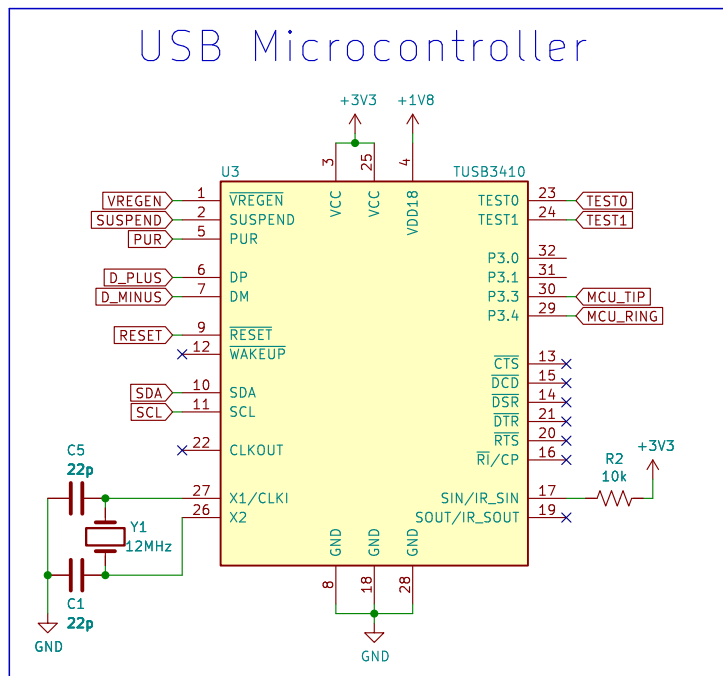 USB Microcontroller
+3V3
+1V8
3
25
4
U3
TUSB3410
VCC
VCC
VDD18
VREGEN 1 VREGEN
SUSPEND 2 SUSPEND
PUR 5 PUR
D_PLUS 6 DP
D_MINUS 7 DM
RESET 9 RESET
12 WAKEUP
SDA 10 SDA
SCL 11 SCL
22 CLKOUT
27 X1/CLKI
26 X2
TEST0 23 TEST0
TEST1 24 TEST1
P3.0 32
P3.1 31
P3.3 30 MCU_TIP
P3.4 29 MCU_RING
CTS 13
DCD 15
DSR 14
DTR 21
RTS 20
RI/CP 16
SIN/IR_SIN 17
SOUT/IR_SOUT 19
R2
10k
+3V3
C5
22p
Y1
12MHz
C1
22p
GND
GND
GND
GND
8
18
28
GND